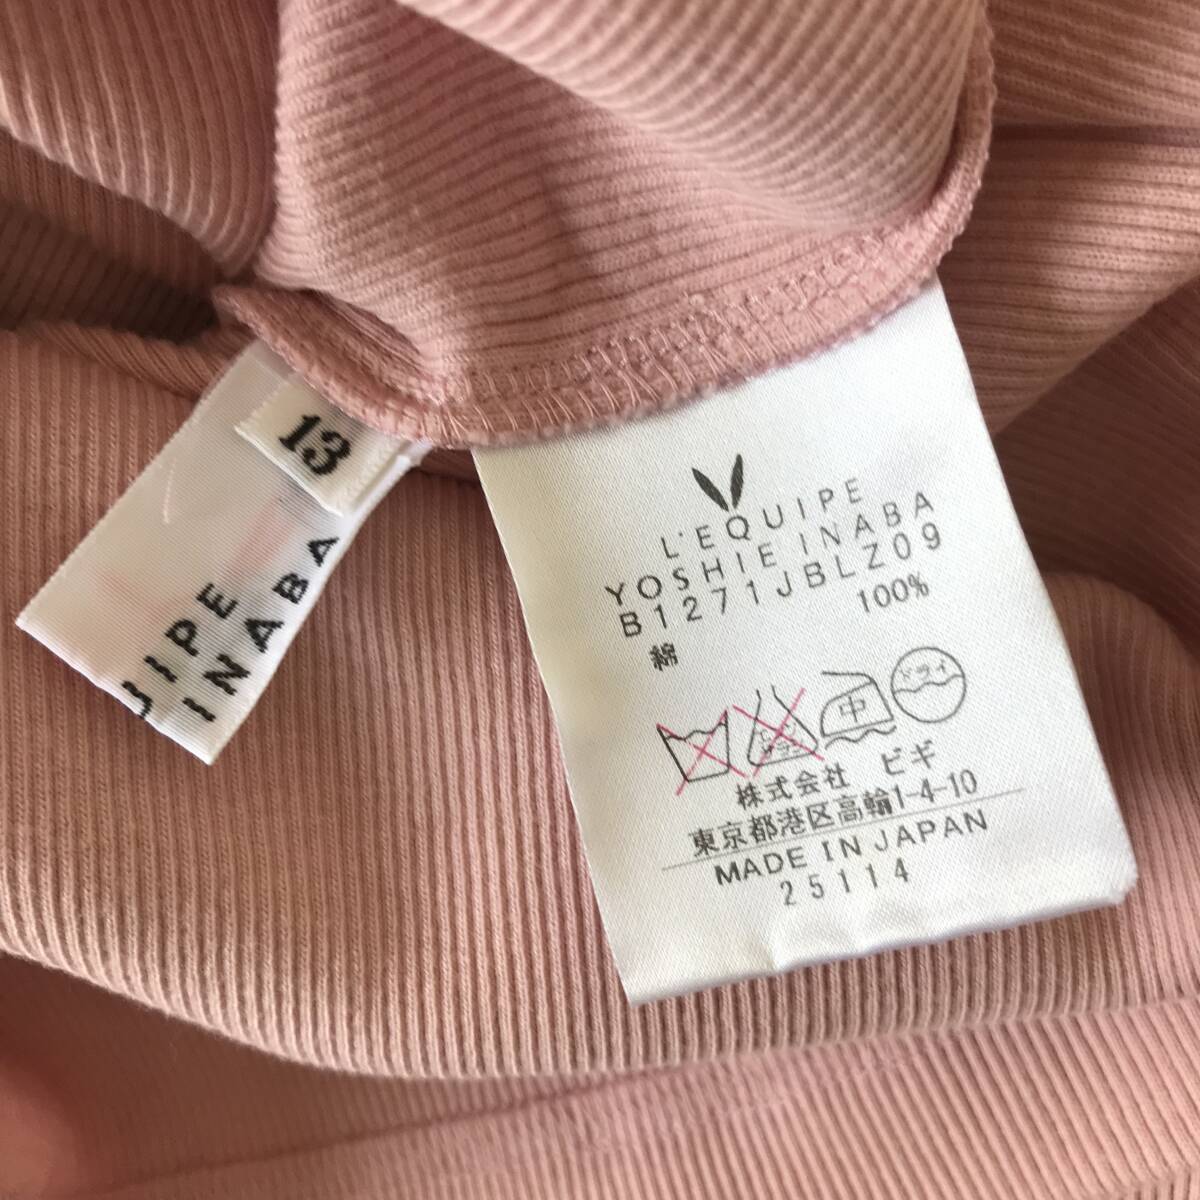 13
UIPE
INABA
L'EQUIPE
YOSHIE INABA
B1271JBLZ09
綿 100%
中
ドライ
株式会社 ビギ
東京都港区高輪1-4-10
MADE IN JAPAN
25114